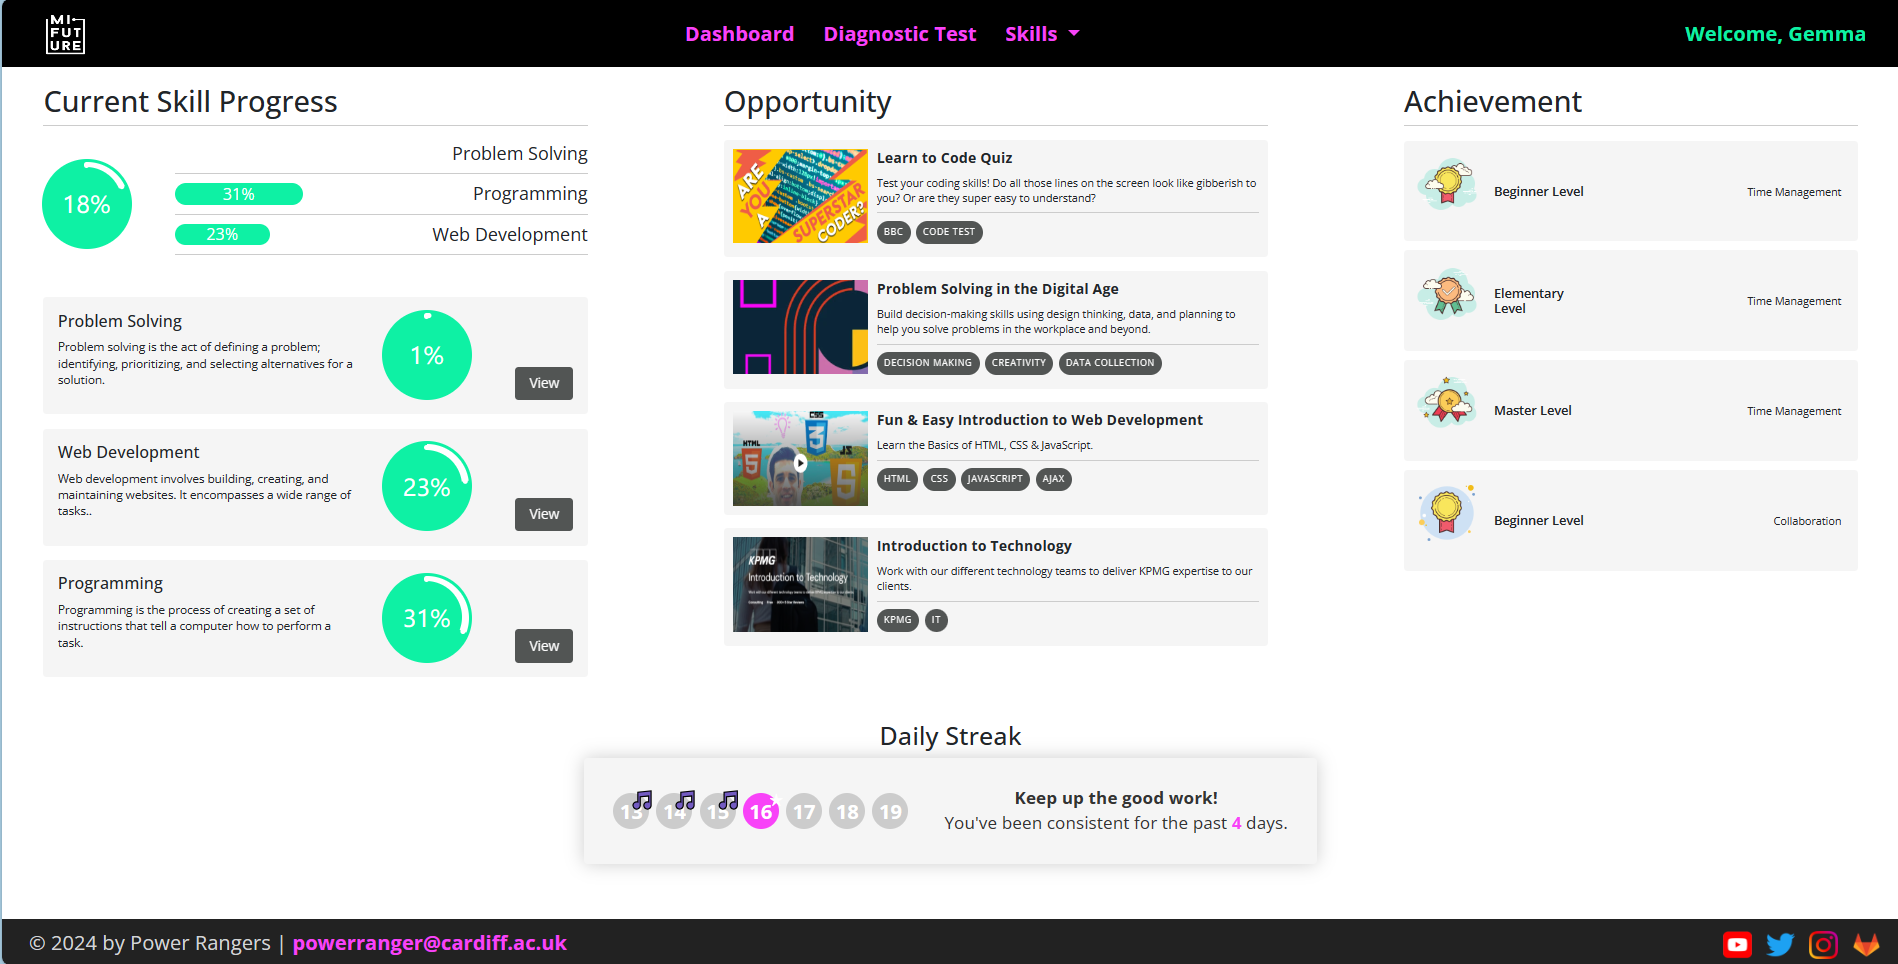 MI
FUT
URE
Dashboard
Diagnostic Test
Skills
Welcome, Gemma
Current Skill Progress
18%
Problem Solving
31%
Programming
23%
Web Development
Problem Solving
Problem solving is the act of defining a problem;
identifying, prioritizing, and selecting alternatives for a
solution.
1%
View
Web Development
Web development involves building, creating, and
maintaining websites. It encompasses a wide range of
tasks..
23%
View
Programming
Programming is the process of creating a set of
instructions that tell a computer how to perform a
task.
31%
View
Opportunity
ARE
YOU
A
SUPERSTAR
CODER?
Learn to Code Quiz
Test your coding skills! Do all those lines on the screen look like gibberish to
you? Or are they super easy to understand?
BBC
CODE TEST
Problem Solving in the Digital Age
Build decision-making skills using design thinking, data, and planning to
help you solve problems in the workplace and beyond.
DECISION MAKING
CREATIVITY
DATA COLLECTION
HTML
CSS
JS
Fun & Easy Introduction to Web Development
Learn the Basics of HTML, CSS & JavaScript.
HTML
CSS
JAVASCRIPT
AJAX
KPMG
Introduction to Technology
Introduction to Technology
Work with our different technology teams to deliver KPMG expertise to our
clients.
KPMG
IT
Achievement
Beginner Level
Time Management
Elementary
Level
Time Management
Master Level
Time Management
Beginner Level
Collaboration
Daily Streak
13
14
15
16
17
18
19
Keep up the good work!
You've been consistent for the past 4 days.
© 2024 by Power Rangers | powerranger@cardiff.ac.uk